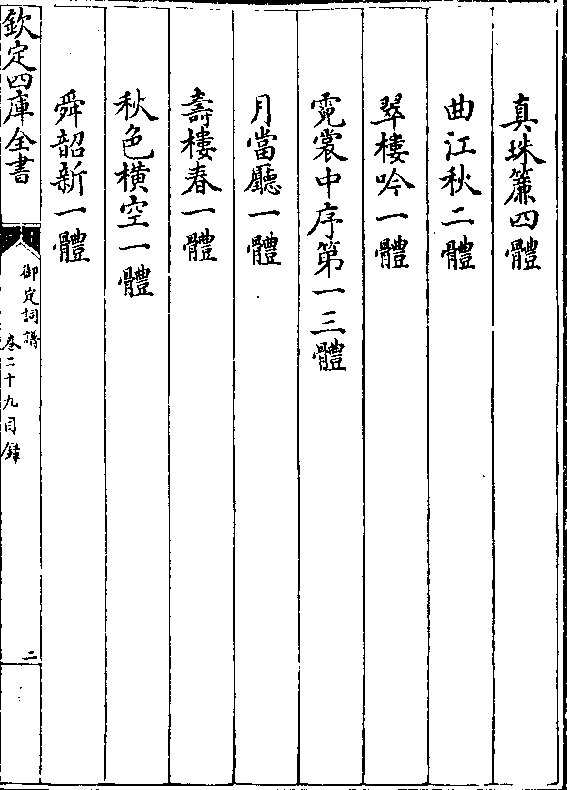 真珠簾四體
曲江秋二體
翠樓吟一體
霓裳中序第一三體
月當廳一體
壽樓春一體
秋色橫空一體
舜韶新一體
欽定四庫全書
御定詞譜
卷二十九目錄
二